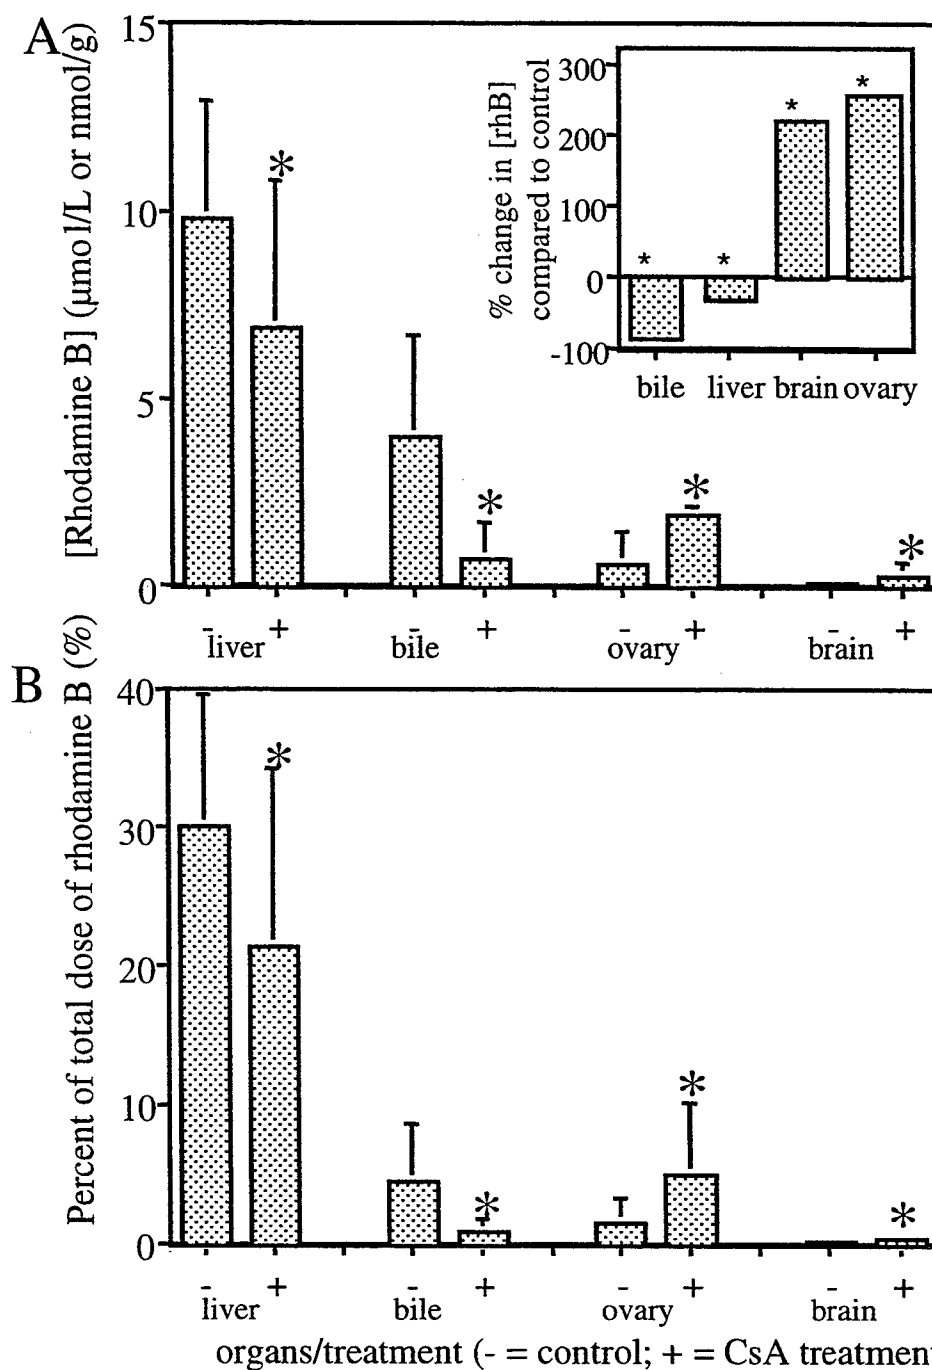 A
[Rhodamine B] (µmol/L or nmol/g)
15
10
5
0
*
*
*
*
% change in [rhB]
compared to control
300
200
100
0
-100
*
*
*
*
bile liver brain ovary
- + - + - + - +
liver bile ovary brain
B
Percent of total dose of rhodamine B (%)
40
30
20
10
0
*
*
*
*
- + - + - + - +
liver bile ovary brain
organs/treatment (- = control; + = CsA treatment